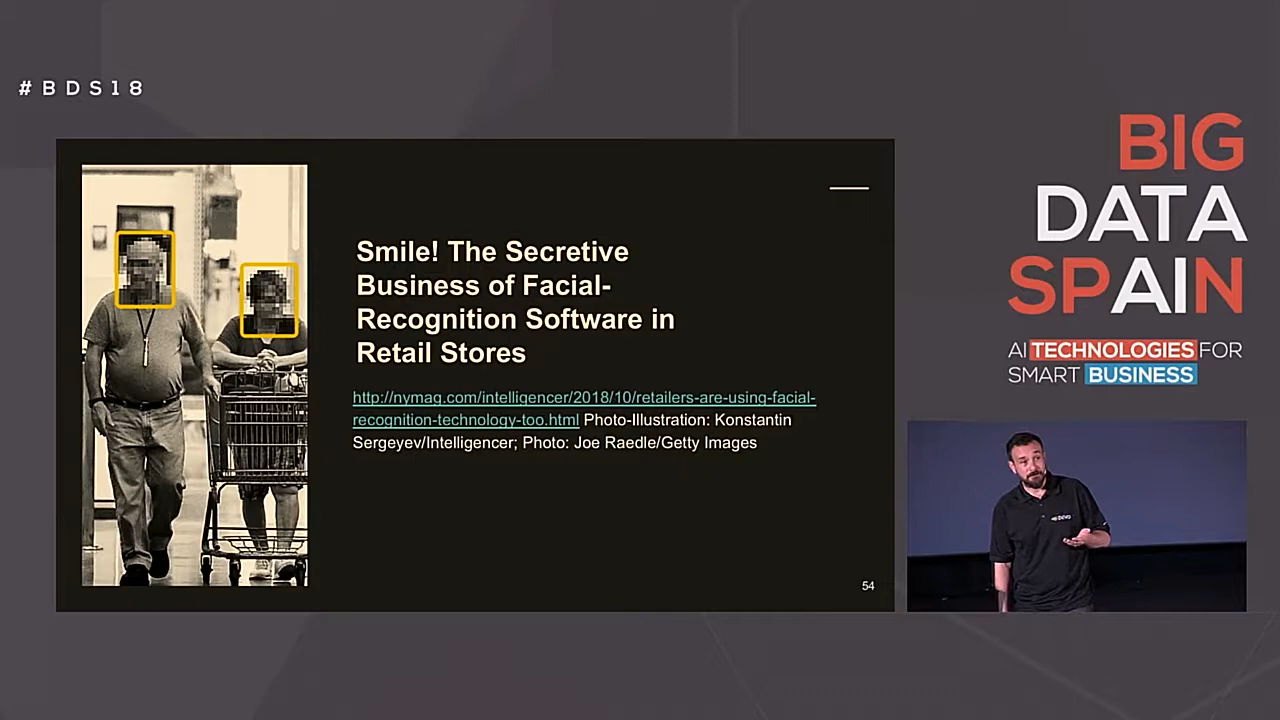 #BDS18
BIG
DATA
SPAIN
AI TECHNOLOGIES FOR
SMART BUSINESS
Smile! The Secretive
Business of Facial-
Recognition Software in
Retail Stores
http://nymag.com/intelligencer/2018/10/retailers-are-using-facial-
recognition-technology-too.html Photo-Illustration: Konstantin
Sergeyev/Intelligencer; Photo: Joe Raedle/Getty Images
54